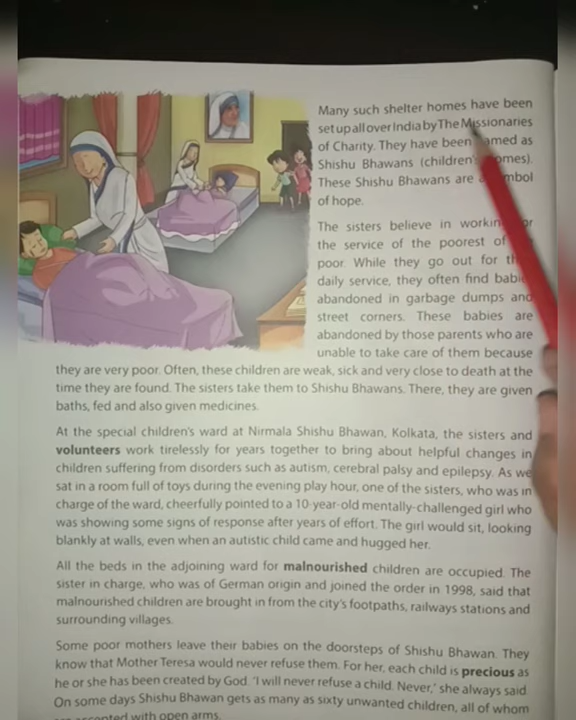 Many such shelter homes have been
set up all over India by The Missionaries
of Charity. They have been named as
Shishu Bhawans (children's homes).
These Shishu Bhawans are a symbol
of hope.
The sisters believe in working for
the service of the poorest of
poor. While they go out for
daily service, they often find babies
abandoned in garbage dumps and
street corners. These babies are
abandoned by those parents who are
unable to take care of them because
they are very poor. Often, these children are weak, sick and very close to death at the
time they are found. The sisters take them to Shishu Bhawans. There, they are given
baths, fed and also given medicines.
At the special children's ward at Nirmala Shishu Bhawan, Kolkata, the sisters and
volunteers work tirelessly for years together to bring about helpful changes in
children suffering from disorders such as autism, cerebral palsy and epilepsy. As we
sat in a room full of toys during the evening play hour, one of the sisters, who was in
charge of the ward, cheerfully pointed to a 10-year-old mentally-challenged girl who
was showing some signs of response after years of effort. The girl would sit, looking
blankly at walls, even when an autistic child came and hugged her.
All the beds in the adjoining ward for malnourished children are occupied. The
sister in charge, who was of German origin and joined the order in 1998, said that
malnourished children are brought in from the city's footpaths, railways stations and
surrounding villages.
Some poor mothers leave their babies on the doorsteps of Shishu Bhawan. They
know that Mother Teresa would never refuse them. For her, each child is precious as
he or she has been created by God. 'I will never refuse a child. Never,' she always said.
On some days Shishu Bhawan gets as many as sixty unwanted children, all of whom
are accepted with open arms.